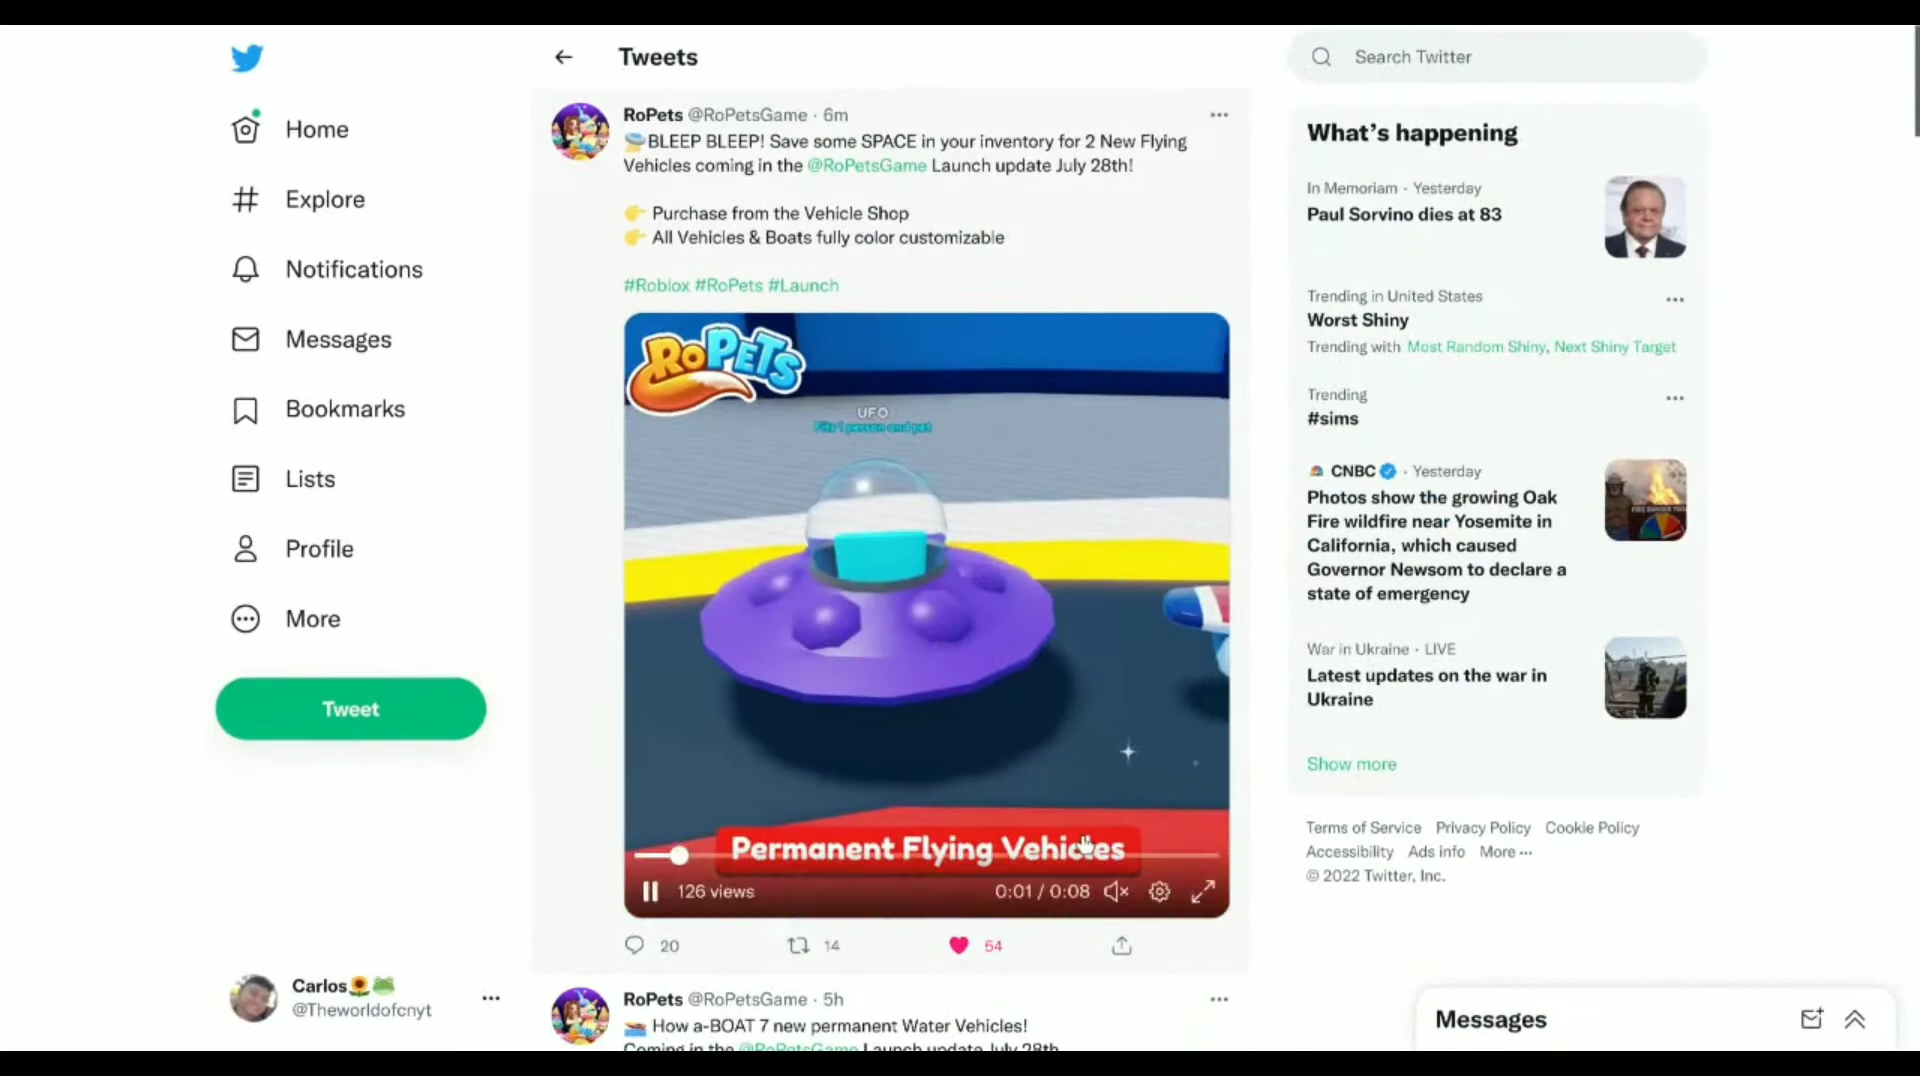 Home
Explore
Notifications
Messages
Bookmarks
Lists
Profile
More
Tweet
Carlos
@Theworldofcnyt
Tweets
RoPets @RoPetsGame · 6m
BLEEP BLEEP! Save some SPACE in your inventory for 2 New Flying
Vehicles coming in the @RoPetsGame Launch update July 28th!
Purchase from the Vehicle Shop
All Vehicles & Boats fully color customizable
#Roblox #RoPets #Launch
RoPETS
UFO
Fits 1 person and pet
Permanent Flying Vehicles
126 views
0:01 / 0:08
20
14
54
RoPets @RoPetsGame · 5h
How a-BOAT 7 new permanent Water Vehicles!
Coming in the @RoPetsGame Launch update July 28th
Search Twitter
What's happening
In Memoriam · Yesterday
Paul Sorvino dies at 83
Trending in United States
Worst Shiny
Trending with Most Random Shiny, Next Shiny Target
Trending
#sims
CNBC · Yesterday
Photos show the growing Oak
Fire wildfire near Yosemite in
California, which caused
Governor Newsom to declare a
state of emergency
War in Ukraine · LIVE
Latest updates on the war in
Ukraine
Show more
Terms of Service Privacy Policy Cookie Policy
Accessibility Ads info More ···
© 2022 Twitter, Inc.
Messages